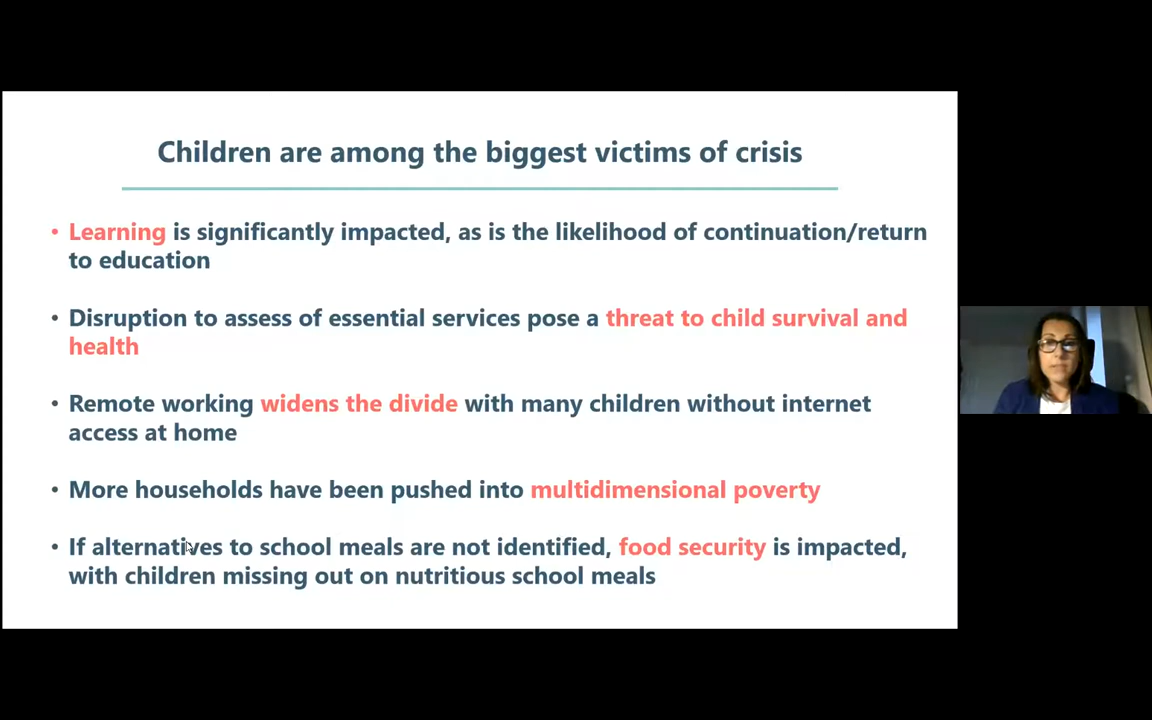 Children are among the biggest victims of crisis
• Learning is significantly impacted, as is the likelihood of continuation/return
to education
• Disruption to assess of essential services pose a threat to child survival and
health
• Remote working widens the divide with many children without internet
access at home
• More households have been pushed into multidimensional poverty
• If alternatives to school meals are not identified, food security is impacted,
with children missing out on nutritious school meals